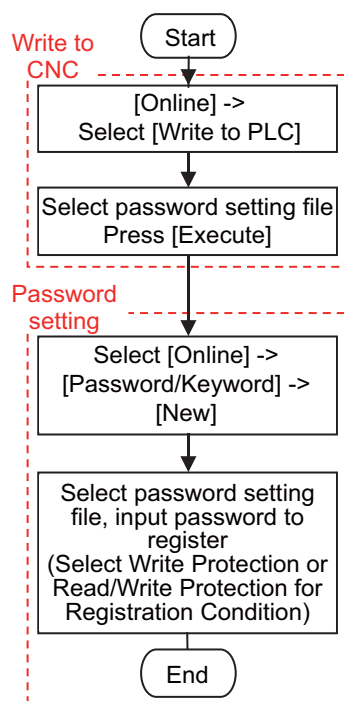 Start
Write to
CNC
[Online] ->
Select [Write to PLC]
Select password setting file
Press [Execute]
Password
setting
Select [Online] ->
[Password/Keyword] ->
[New]
Select password setting
file, input password to
register
(Select Write Protection or
Read/Write Protection for
Registration Condition)
End